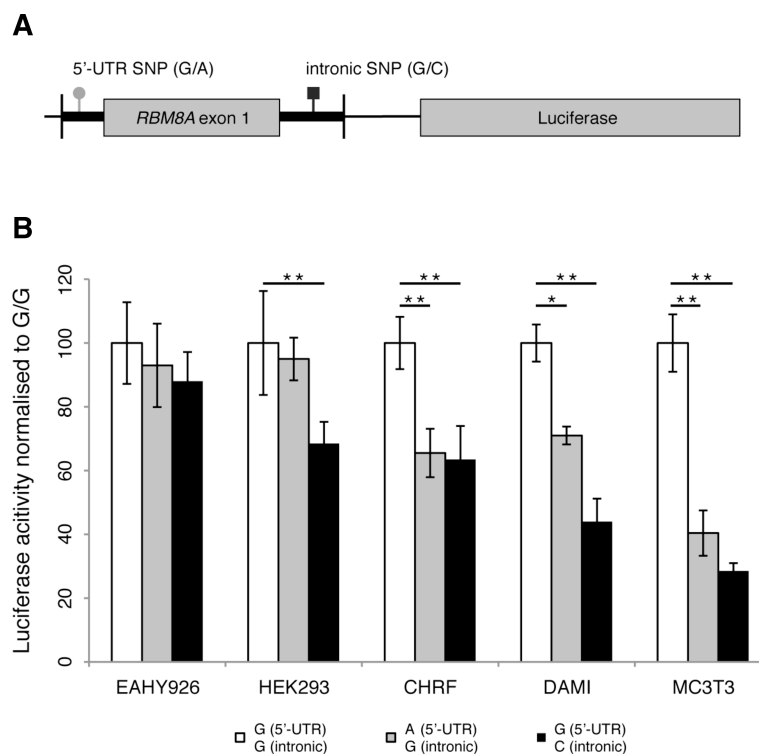 A
5'-UTR SNP (G/A)
intronic SNP (G/C)
RBM8A exon 1
Luciferase
B
Luciferase acitivity normalised to G/G
120
100
80
60
40
20
0
**
**
**
**
*
**
**
EAHY926
HEK293
CHRF
DAMI
MC3T3
G (5'-UTR)
G (intronic)
A (5'-UTR)
G (intronic)
G (5'-UTR)
C (intronic)